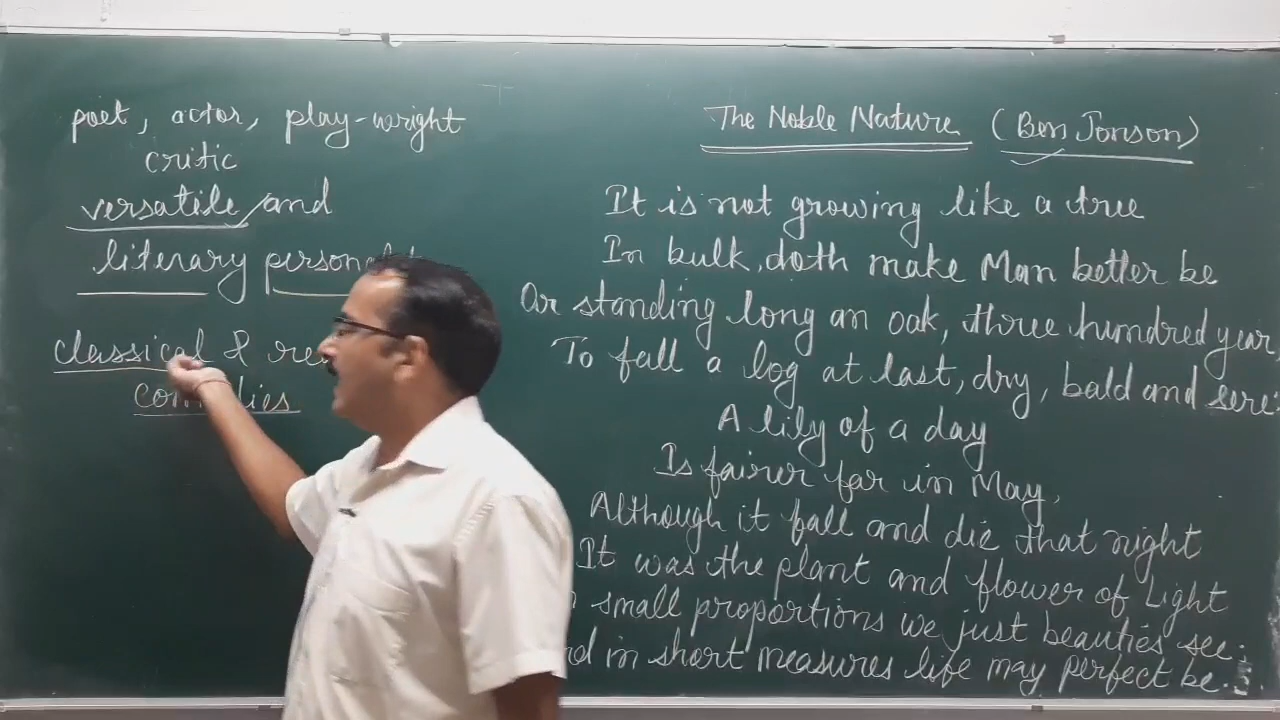 poet, actor, play-wright
critic
versatile and
literary
classical &
The Noble Nature (Ben Jonson)
It is not growing like a tree
In bulk, doth make Man better be
Or standing long an oak, three hundred year,
To fall a log at last, dry, bald and sere:
A lily of a day
Is fairer far in May,
Although it fall and die that night
It was the plant and flower of Light
small proportions we just beauties see:
in short measures life may perfect be.